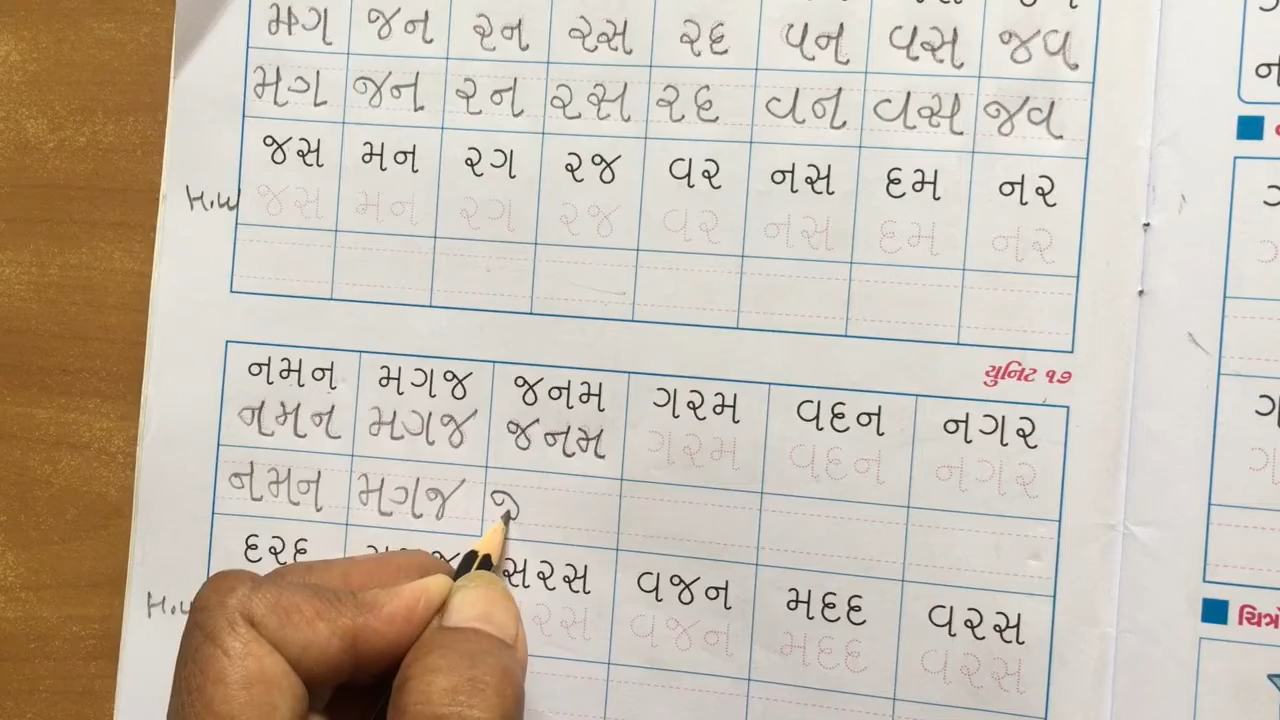 મગ જન રન રસ રદ વન વસ જવ
મગ જન રન રસ રદ વન વસ જવ
જસ મન રગ રજ વર નસ દમ નર
H.W જસ મન રગ રજ વર નસ દમ નર
યુનિટ ૧૭
નમન મગજ જનમ ગરમ વદન નગર
નમન મગજ જનમ ગરમ વદન નગર
નમન મગજ
દરદ સરસ વજન મદદ વરસ
વજન મદદ વરસ